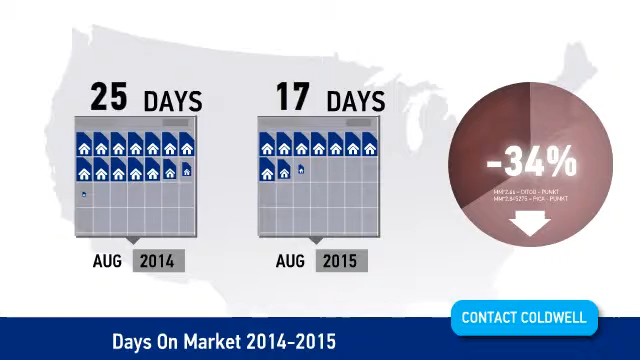 25 DAYS
17 DAYS
-34%
AUG 2014
AUG 2015
CONTACT COLDWELL
Days On Market 2014-2015